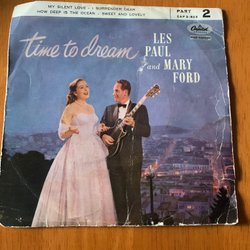 MY SILENT LOVE • I SURRENDER DEAR
HOW DEEP IS THE OCEAN • SWEET AND LOVELY
PART 2
Capitol
time to dream
LES
PAUL
and MARY
FORD